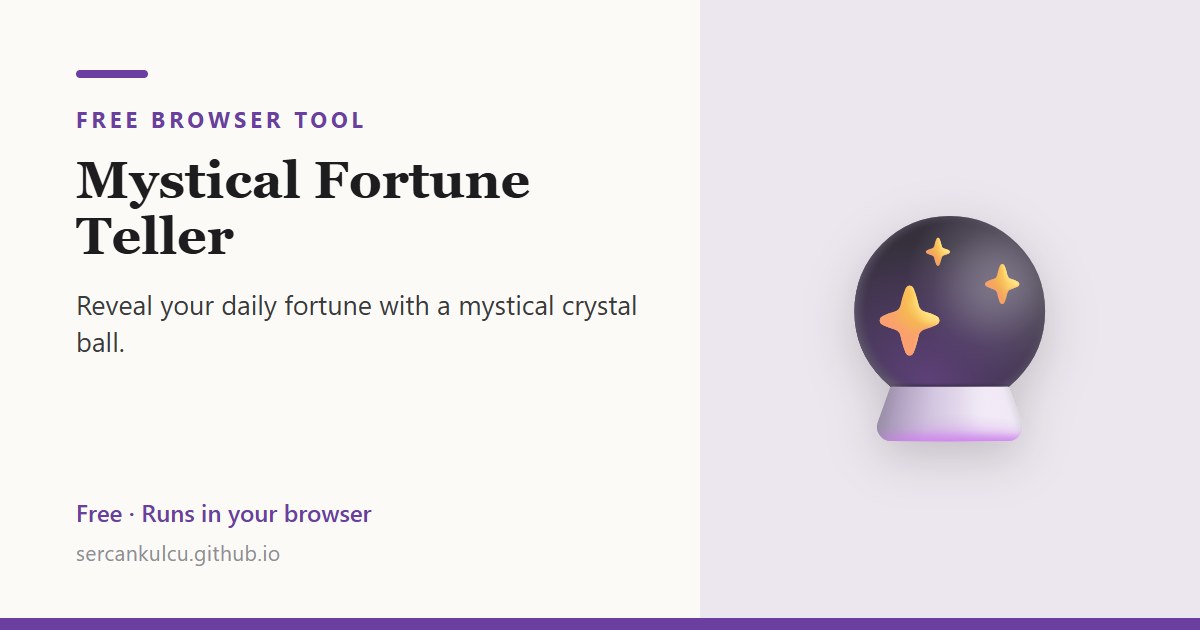 FREE BROWSER TOOL
Mystical Fortune
Teller
Reveal your daily fortune with a mystical crystal
ball.
Free · Runs in your browser
sercankulcu.github.io